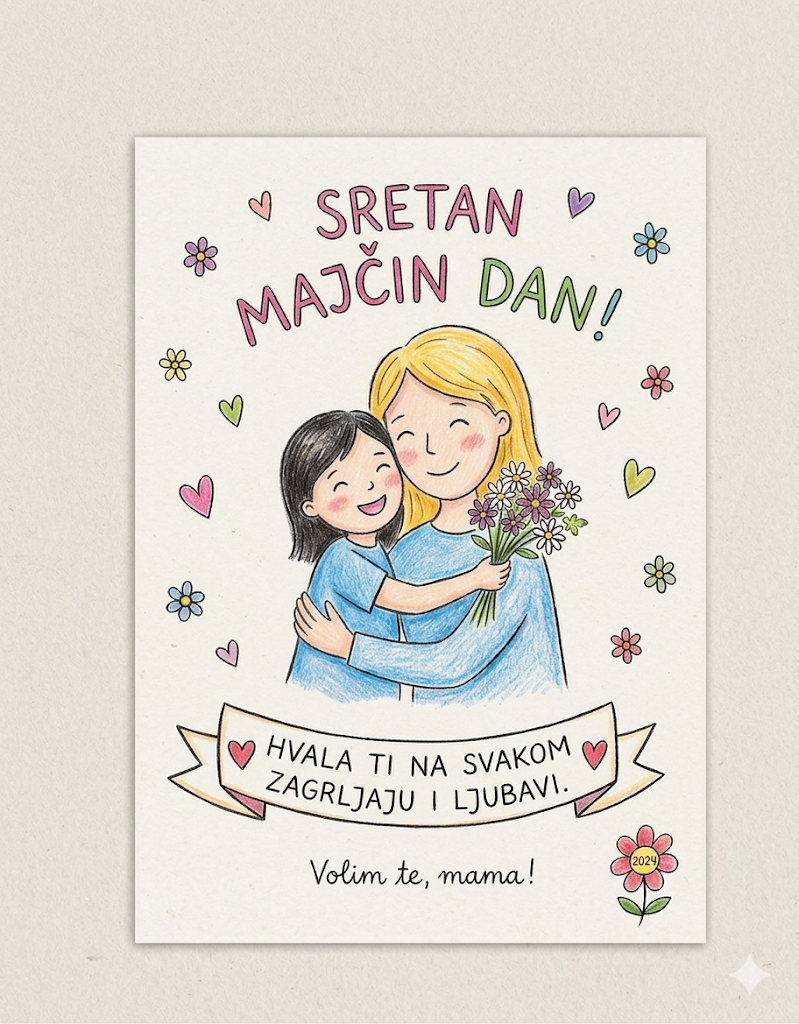 SRETAN
MAJČIN DAN!
HVALA TI NA SVAKOM
ZAGRLJAJU I LJUBAVI.
Volim te, mama!
2024